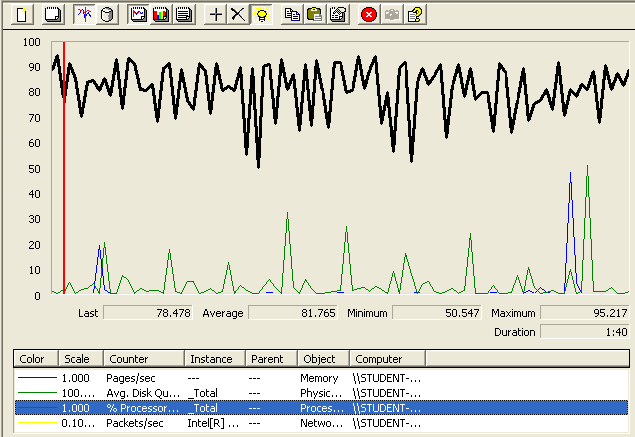 100
90
80
70
60
50
40
30
20
10
0
Last 78.478 Average 81.765 Minimum 50.547 Maximum 95.217
Duration 1:40
Color Scale Counter Instance Parent Object Computer
1.000 Pages/sec --- --- Memory \\STUDENT-...
100.... Avg. Disk Qu... _Total --- Physic... \\STUDENT-...
1.000 % Processor... _Total --- Proces... \\STUDENT-...
0.10... Packets/sec Intel[R] ... --- Netwo... \\STUDENT-...